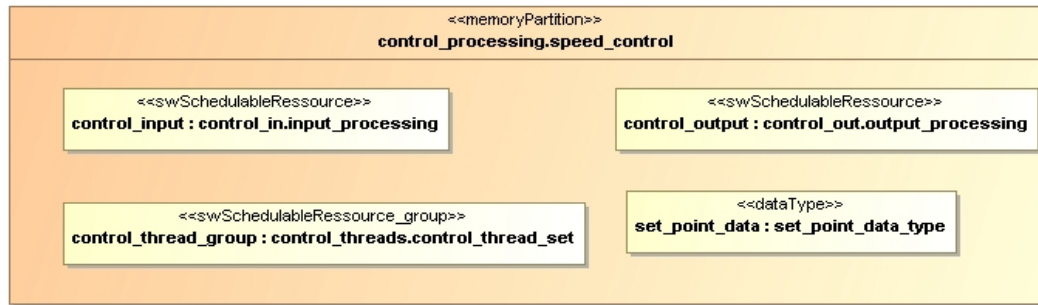 <<memoryPartition>>
control_processing.speed_control
<<swSchedulableRessource>>
control_input : control_in.input_processing
<<swSchedulableRessource>>
control_output : control_out.output_processing
<<swSchedulableRessource_group>>
control_thread_group : control_threads.control_thread_set
<<dataType>>
set_point_data : set_point_data_type